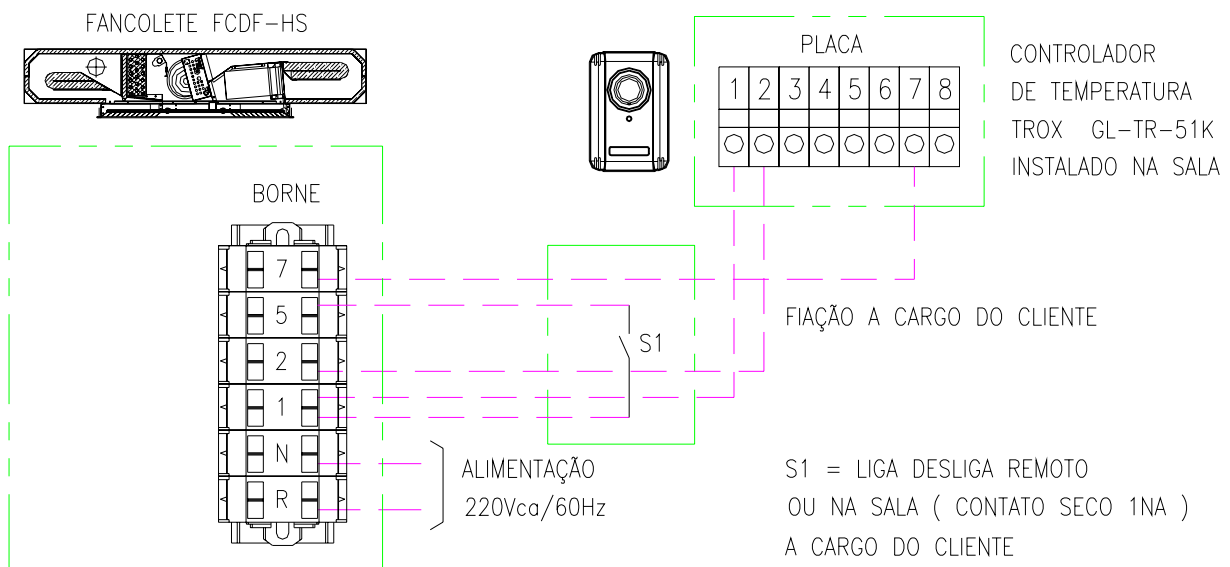 FANCOLETE FCDF-HS
PLACA
1 2 3 4 5 6 7 8
CONTROLADOR
DE TEMPERATURA
TROX GL-TR-51K
INSTALADO NA SALA
BORNE
7
5
2
1
N
R
S1
FIAÇÃO A CARGO DO CLIENTE
ALIMENTAÇÃO
220Vca/60Hz
S1 = LIGA DESLIGA REMOTO
OU NA SALA ( CONTATO SECO 1NA )
A CARGO DO CLIENTE